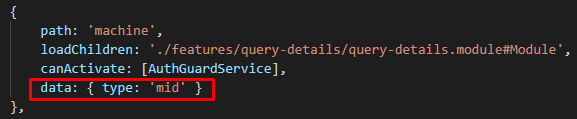 {
path: 'machine',
loadChildren: './features/query-details/query-details.module#Module',
canActivate: [AuthGuardService],
data: { type: 'mid' }
},